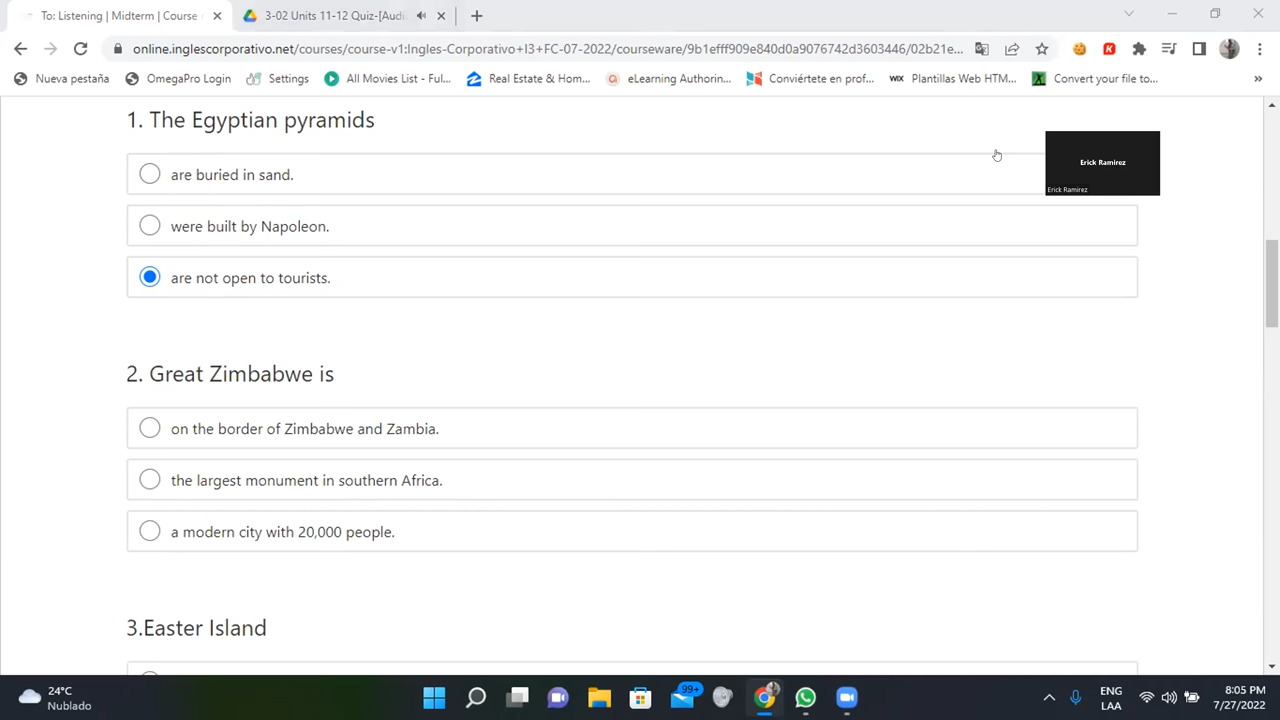 To: Listening | Midterm | Course
3-02 Units 11-12 Quiz-[Audi
online.inglescorporativo.net/courses/course-v1:Ingles-Corporativo+I3+FC-07-2022/courseware/9b1efff909e840d0a9076742d3603446/02b21e...
Nueva pestaña
OmegaPro Login
Settings
All Movies List - Ful...
Real Estate & Hom...
eLearning Authorin...
Conviértete en prof...
WIX Plantillas Web HTM...
Convert your file to...
»
1. The Egyptian pyramids
are buried in sand.
Erick Ramirez
Erick Ramirez
were built by Napoleon.
are not open to tourists.
2. Great Zimbabwe is
on the border of Zimbabwe and Zambia.
the largest monument in southern Africa.
a modern city with 20,000 people.
3.Easter Island
24°C
Nublado
99+
ENG
LAA
8:05 PM
7/27/2022